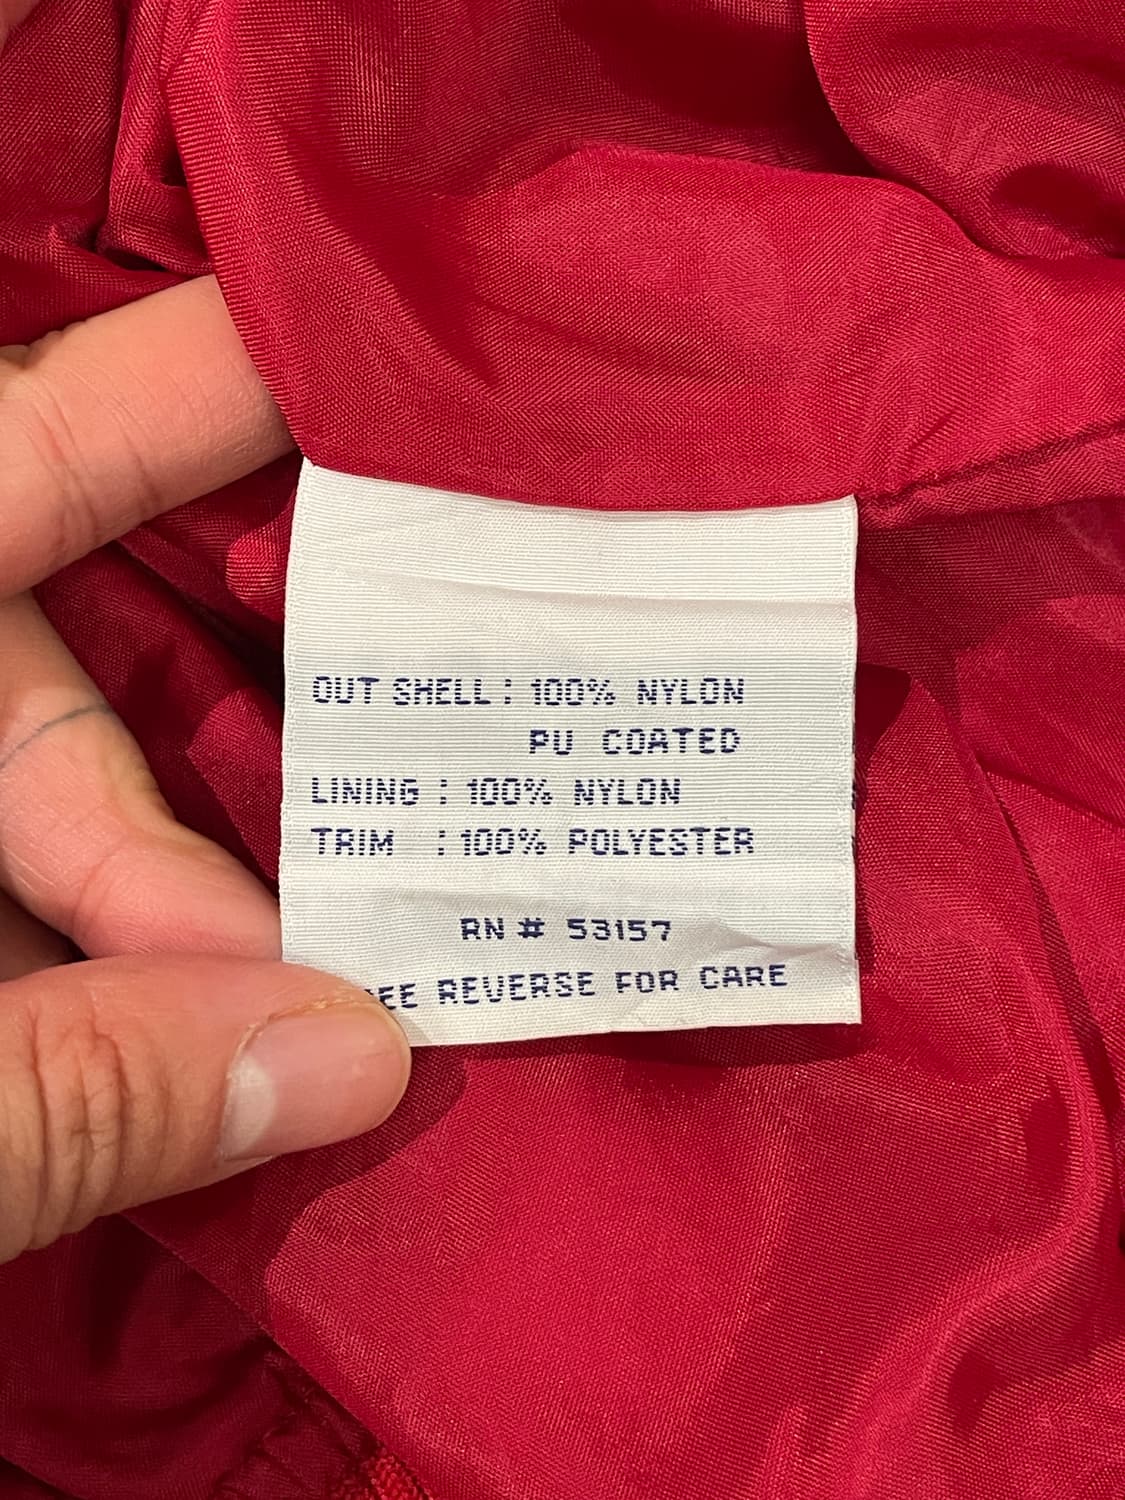 OUT SHELL : 100% NYLON
PU COATED
LINING : 100% NYLON
TRIM : 100% POLYESTER
RN # 53157
REVERSE FOR CARE